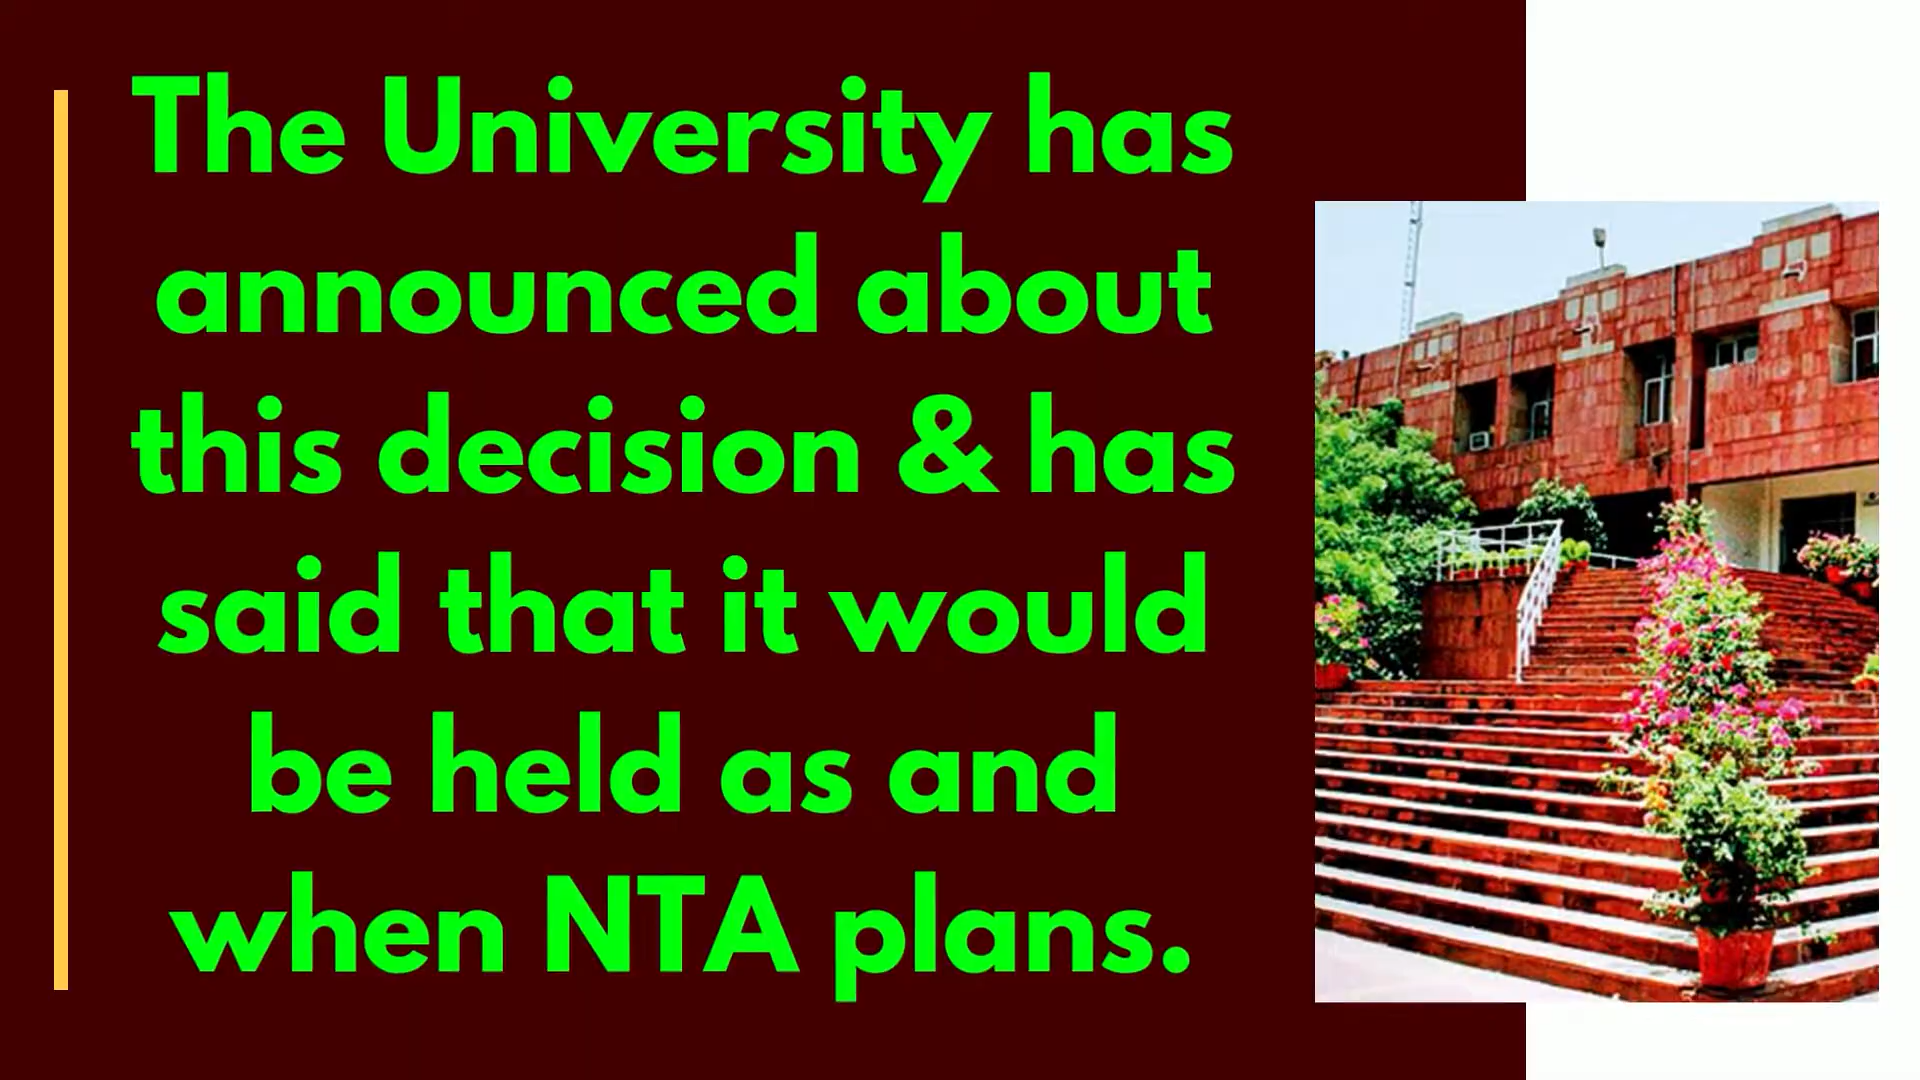 The University has
announced about
this decision & has
said that it would
be held as and
when NTA plans.